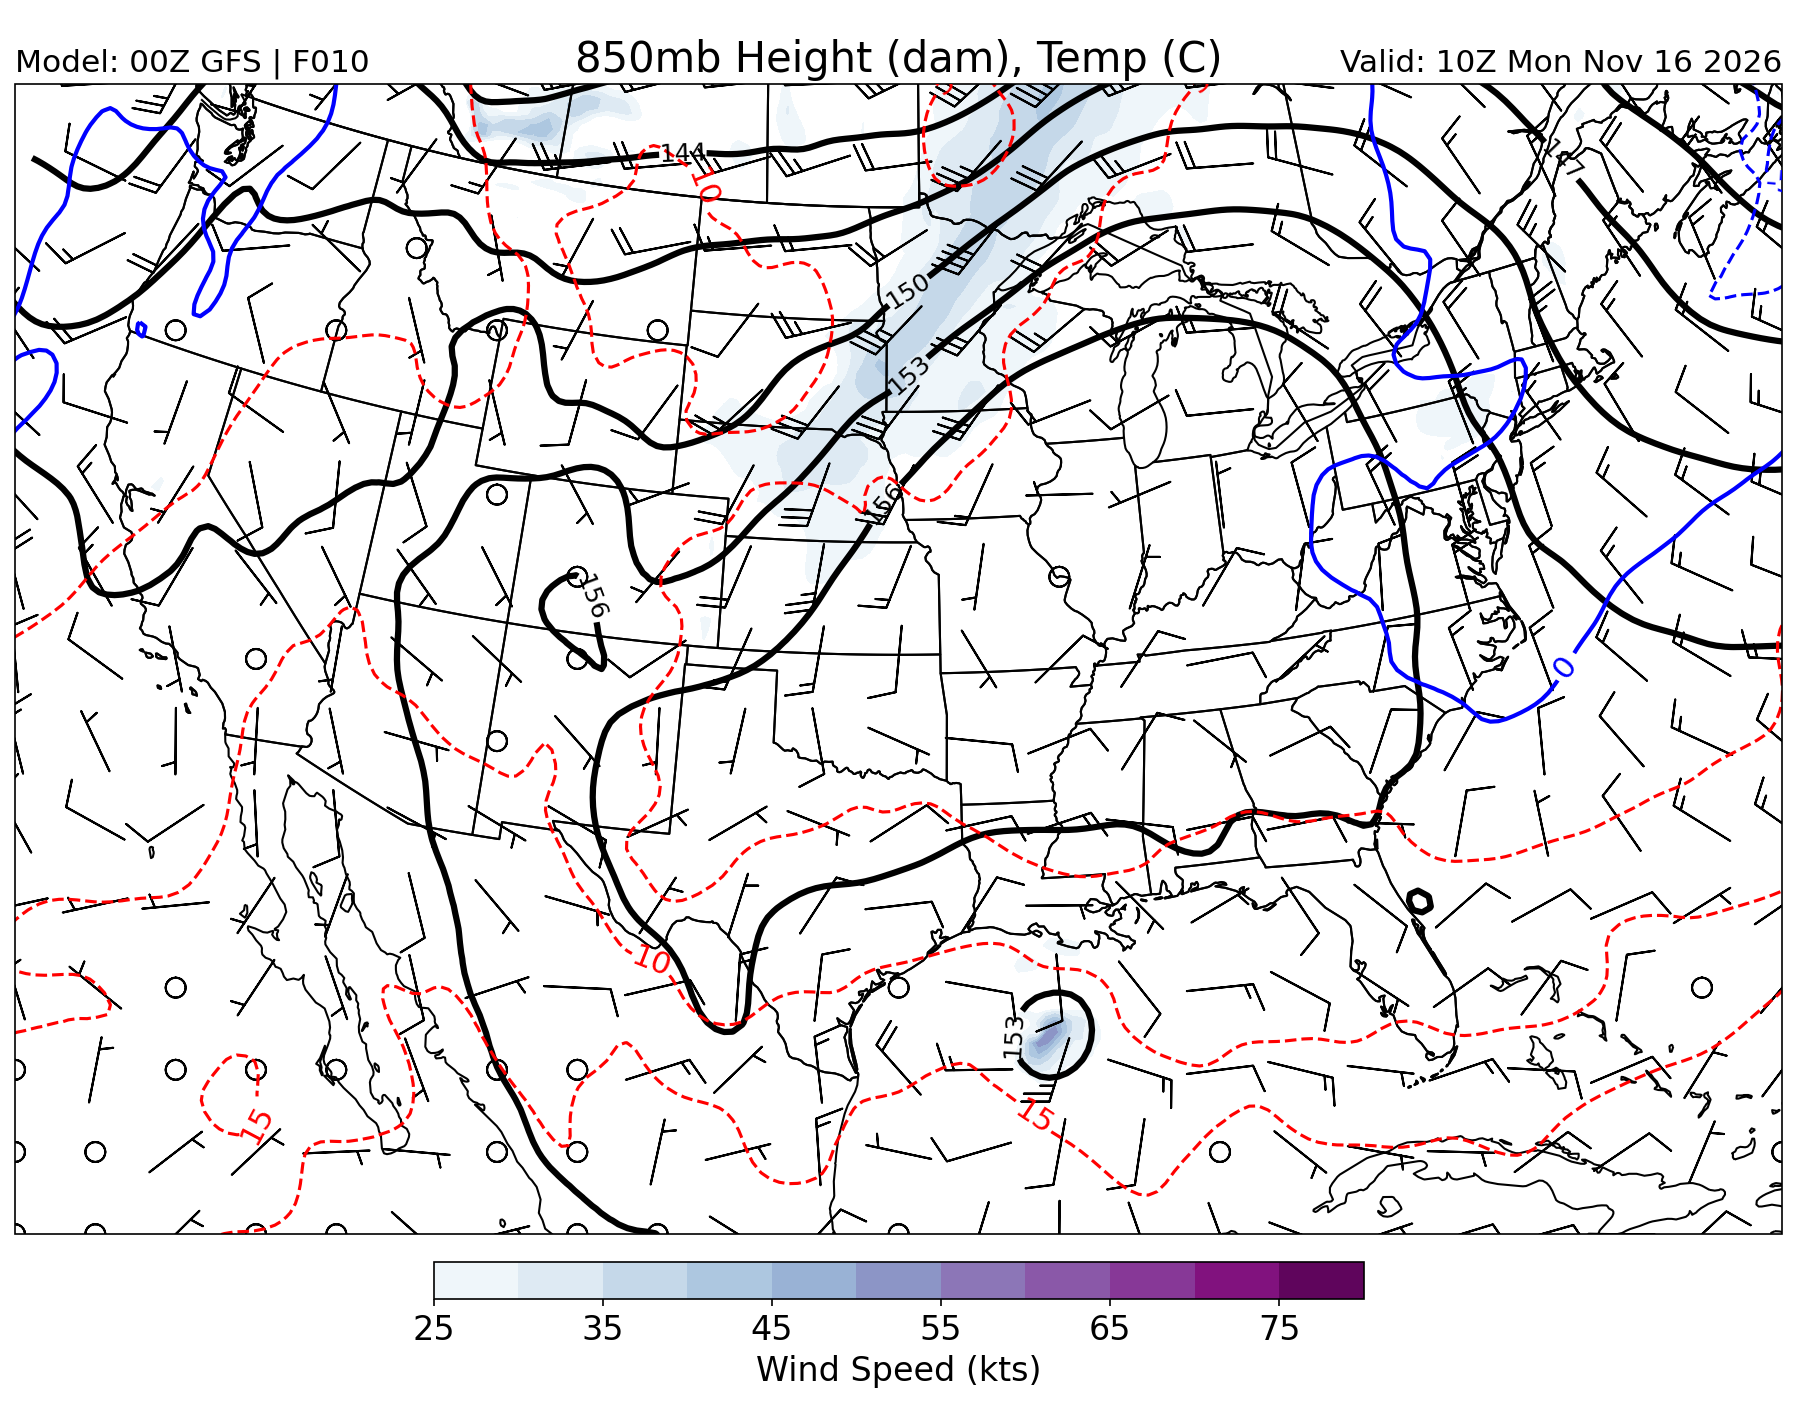 Model: 00Z GFS | F010
850mb Height (dam), Temp (C)
Valid: 10Z Mon Nov 16 2026
144
10
150
153
156
156
0
10
153
15
15
25 35 45 55 65 75
Wind Speed (kts)